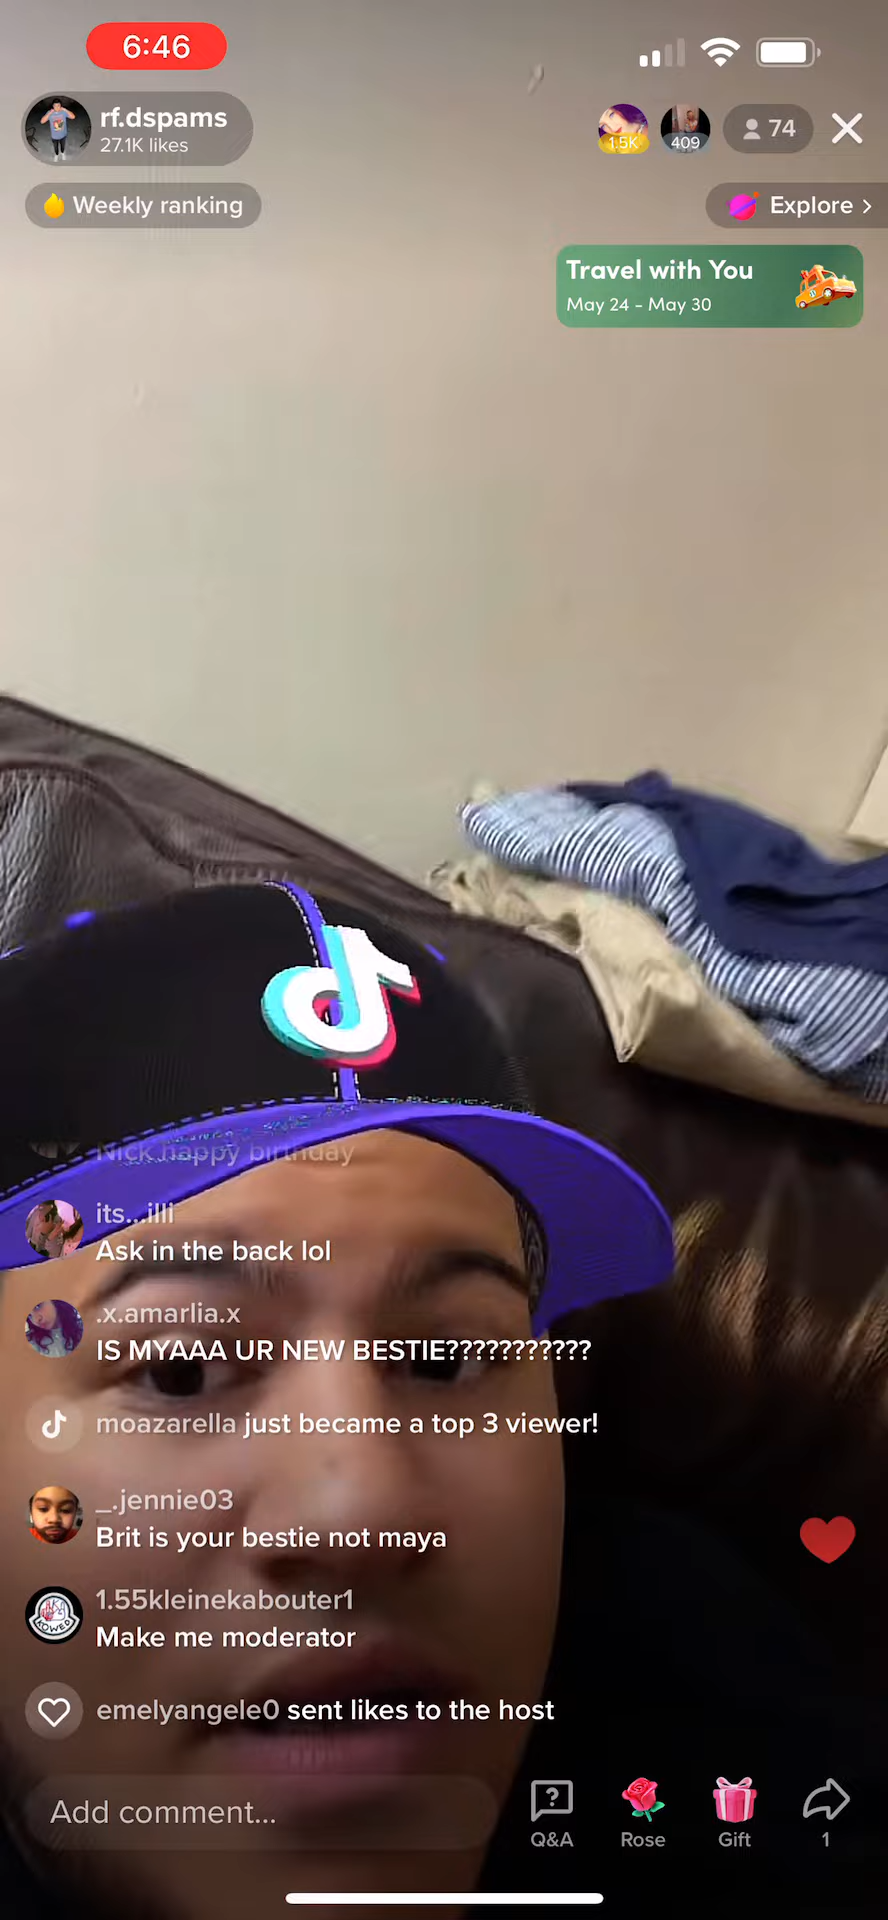 6:46
rf.dspams
27.1K likes
1.5K
409
74
Weekly ranking
Explore >
Travel with You
May 24 - May 30
Nick happy birthday
its...illi
Ask in the back lol
.x.amarlia.x
IS MYAAA UR NEW BESTIE???????????
moazarella just became a top 3 viewer!
_.jennie03
Brit is your bestie not maya
1.55kleinekabouter1
Make me moderator
emelyangele0 sent likes to the host
Add comment...
Q&A
Rose
Gift
1